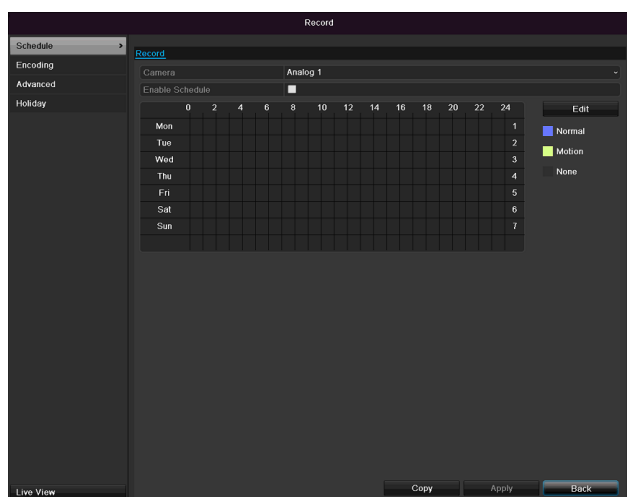 Record
Schedule
Encoding
Advanced
Holiday
Record
Camera Analog 1
Enable Schedule
0 2 4 6 8 10 12 14 16 18 20 22 24
Edit
Mon 1
Tue 2
Wed 3
Thu 4
Fri 5
Sat 6
Sun 7
Normal
Motion
None
Live View
Copy Apply Back